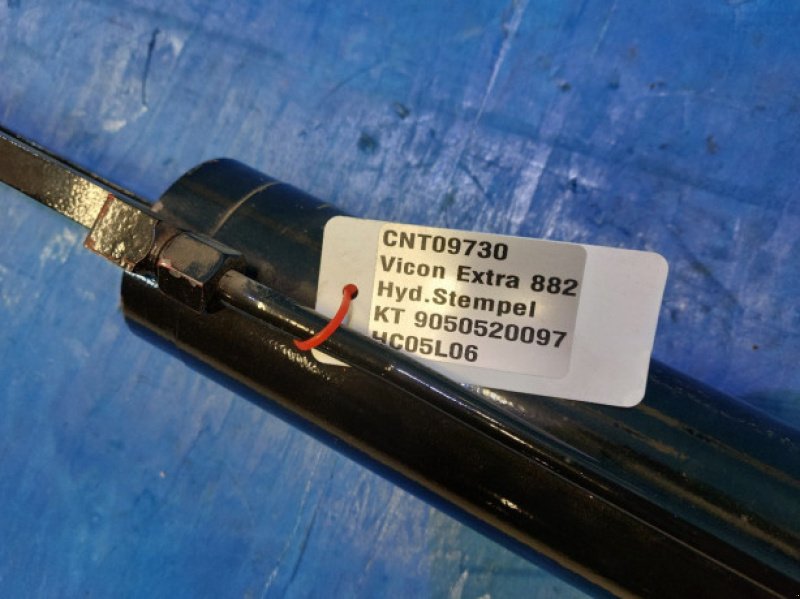 CNT09730
Vicon Extra 882
Hyd.Stempel
KT 9050520097
HC05L06